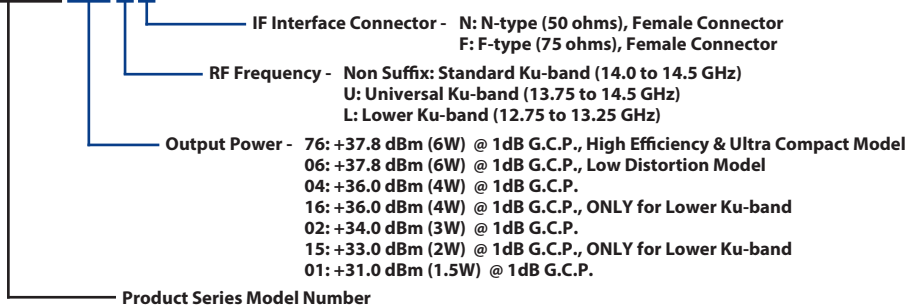 IF Interface Connector - N: N-type (50 ohms), Female Connector
F: F-type (75 ohms), Female Connector
RF Frequency - Non Suffix: Standard Ku-band (14.0 to 14.5 GHz)
U: Universal Ku-band (13.75 to 14.5 GHz)
L: Lower Ku-band (12.75 to 13.25 GHz)
Output Power - 76: +37.8 dBm (6W) @ 1dB G.C.P., High Efficiency & Ultra Compact Model
06: +37.8 dBm (6W) @ 1dB G.C.P., Low Distortion Model
04: +36.0 dBm (4W) @ 1dB G.C.P.
16: +36.0 dBm (4W) @ 1dB G.C.P., ONLY for Lower Ku-band
02: +34.0 dBm (3W) @ 1dB G.C.P.
15: +33.0 dBm (2W) @ 1dB G.C.P., ONLY for Lower Ku-band
01: +31.0 dBm (1.5W) @ 1dB G.C.P.
Product Series Model Number